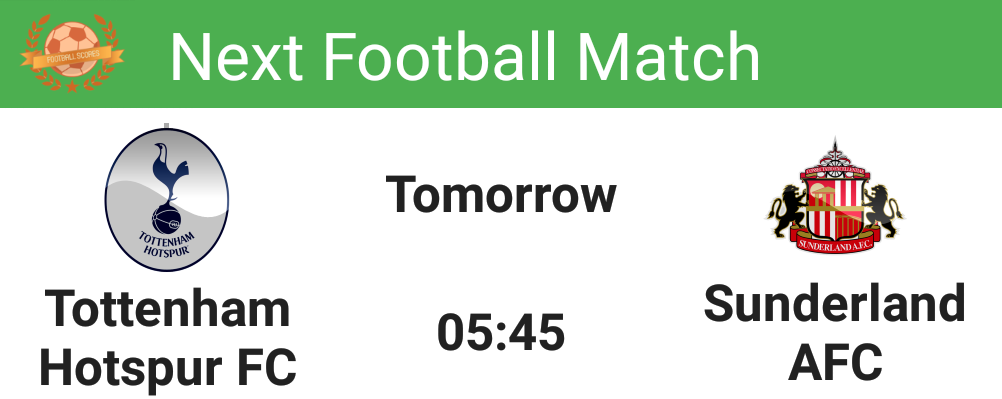 FOOTBALL SCORES
Next Football Match
TOTTENHAM
HOTSPUR
Tomorrow
SUNDERLAND A.F.C.
Tottenham
Hotspur FC
05:45
Sunderland
AFC